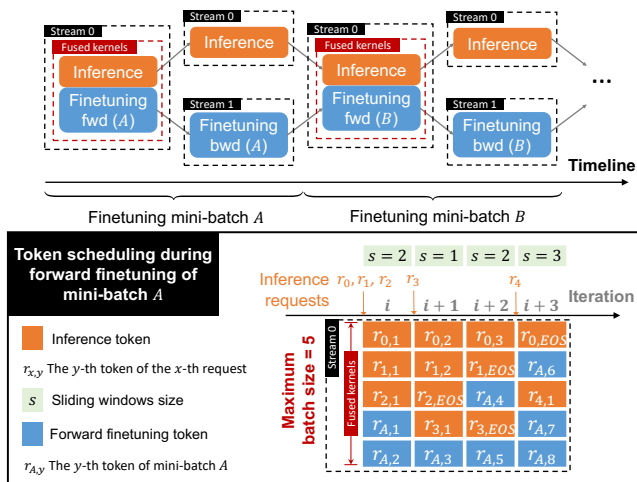 Stream 0
Fused kernels
Inference
Finetuning
fwd (A)
Stream 0
Inference
Stream 1
Finetuning
bwd (A)
Stream 0
Fused kernels
Inference
Finetuning
fwd (B)
Stream 0
Inference
Stream 1
Finetuning
bwd (B)
...
Timeline
Finetuning mini-batch A
Finetuning mini-batch B
Token scheduling during
forward finetuning of
mini-batch A
Inference token
r_{x,y} The y-th token of the x-th request
s Sliding windows size
Forward finetuning token
r_{A,y} The y-th token of mini-batch A
s = 2 s = 1 s = 2 s = 3
Inference
requests
r_0, r_1, r_2 r_3 r_4
i i + 1 i + 2 i + 3 Iteration
Maximum
batch size = 5
Stream 0
Fused kernels
r_{0,1} r_{0,2} r_{0,3} r_{0,EOS}
r_{1,1} r_{1,2} r_{1,EOS} r_{A,6}
r_{2,1} r_{2,EOS} r_{A,4} r_{4,1}
r_{A,1} r_{3,1} r_{3,EOS} r_{A,7}
r_{A,2} r_{A,3} r_{A,5} r_{A,8}